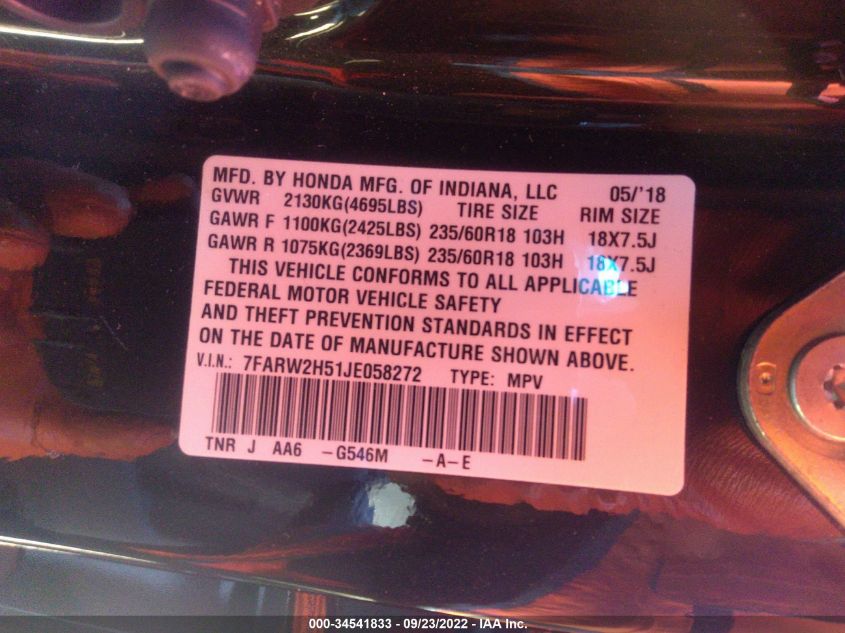 MFD. BY HONDA MFG. OF INDIANA, LLC 05/'18
GVWR 2130KG(4695LBS) TIRE SIZE RIM SIZE
GAWR F 1100KG(2425LBS) 235/60R18 103H 18X7.5J
GAWR R 1075KG(2369LBS) 235/60R18 103H 18X7.5J
THIS VEHICLE CONFORMS TO ALL APPLICABLE
FEDERAL MOTOR VEHICLE SAFETY
AND THEFT PREVENTION STANDARDS IN EFFECT
ON THE DATE OF MANUFACTURE SHOWN ABOVE.
V.I.N.: 7FARW2H51JE058272 TYPE: MPV
TNR J AA6 -G546M -A-E
000-34541833 - 09/23/2022 - IAA Inc.